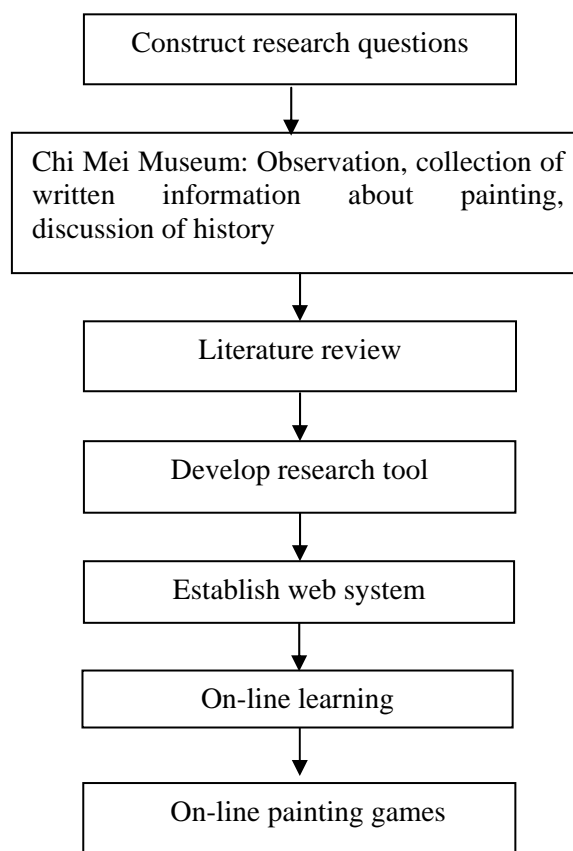 Construct research questions
Chi Mei Museum: Observation, collection of
written information about painting,
discussion of history
Literature review
Develop research tool
Establish web system
On-line learning
On-line painting games